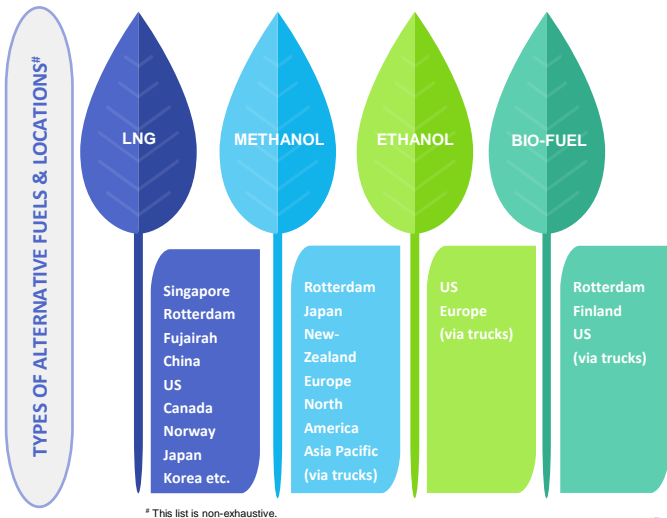 TYPES OF ALTERNATIVE FUELS & LOCATIONS#
LNG
Singapore
Rotterdam
Fujairah
China
US
Canada
Norway
Japan
Korea etc.
METHANOL
Rotterdam
Japan
New-
Zealand
Europe
North
America
Asia Pacific
(via trucks)
ETHANOL
US
Europe
(via trucks)
BIO-FUEL
Rotterdam
Finland
US
(via trucks)
# This list is non-exhaustive.